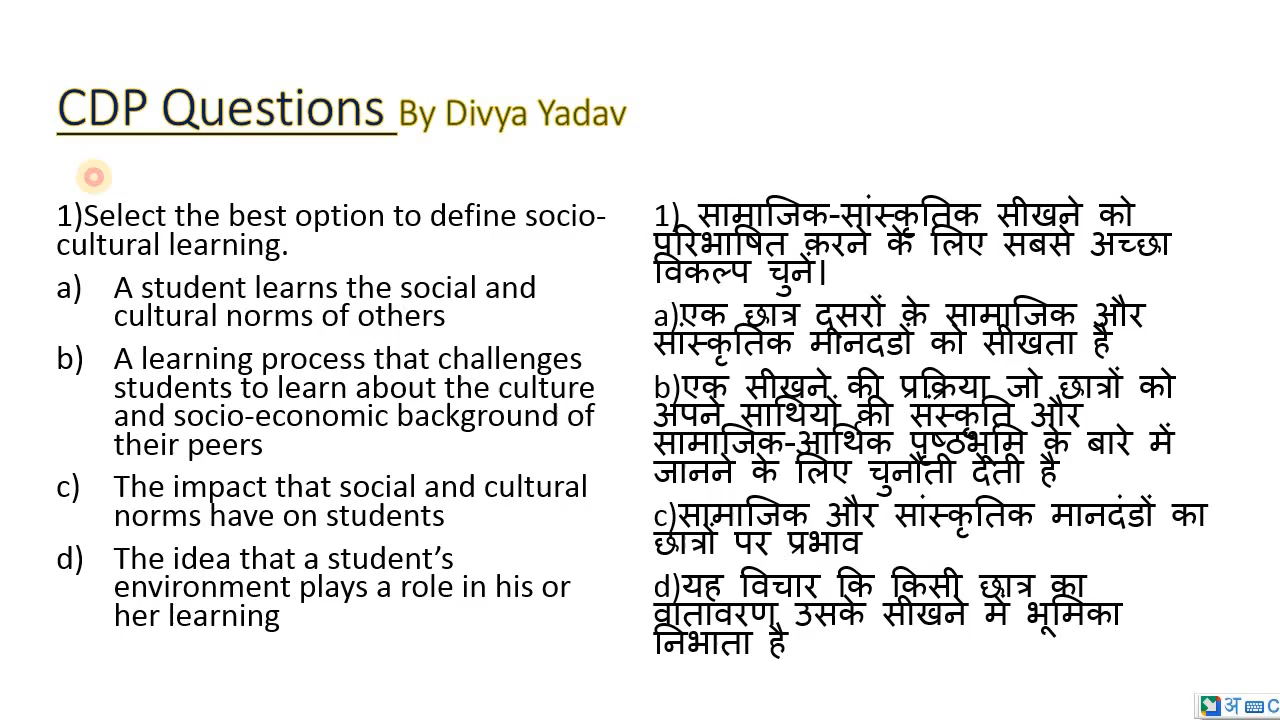 CDP Questions By Divya Yadav
1)Select the best option to define socio-
cultural learning.
a) A student learns the social and
cultural norms of others
b) A learning process that challenges
students to learn about the culture
and socio-economic background of
their peers
c) The impact that social and cultural
norms have on students
d) The idea that a student’s
environment plays a role in his or
her learning
1) सामाजिक-सांस्कृतिक सीखने को
परिभाषित करने के लिए सबसे अच्छा
विकल्प चुनें।
a)एक छात्र दूसरों के सामाजिक और
सांस्कृतिक मानदंडों को सीखता है
b)एक सीखने की प्रक्रिया जो छात्रों को
अपने साथियों की संस्कृति और
सामाजिक-आर्थिक पृष्ठभूमि के बारे में
जानने के लिए चुनौती देती है
c)सामाजिक और सांस्कृतिक मानदंडों का
छात्रों पर प्रभाव
d)यह विचार कि किसी छात्र का
वातावरण उसके सीखने में भूमिका
निभाता है
अ C